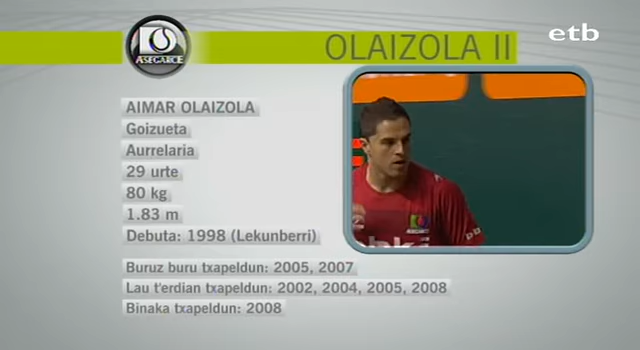 etb
OLAIZOLA II
ASEGARCE
AIMAR OLAIZOLA
Goizueta
Aurrelaria
29 urte
80 kg
1.83 m
Debuta: 1998 (Lekunberri)
Buruz buru txapeldun: 2005, 2007
Lau t'erdian txapeldun: 2002, 2004, 2005, 2008
Binaka txapeldun: 2008
ASEGARCE